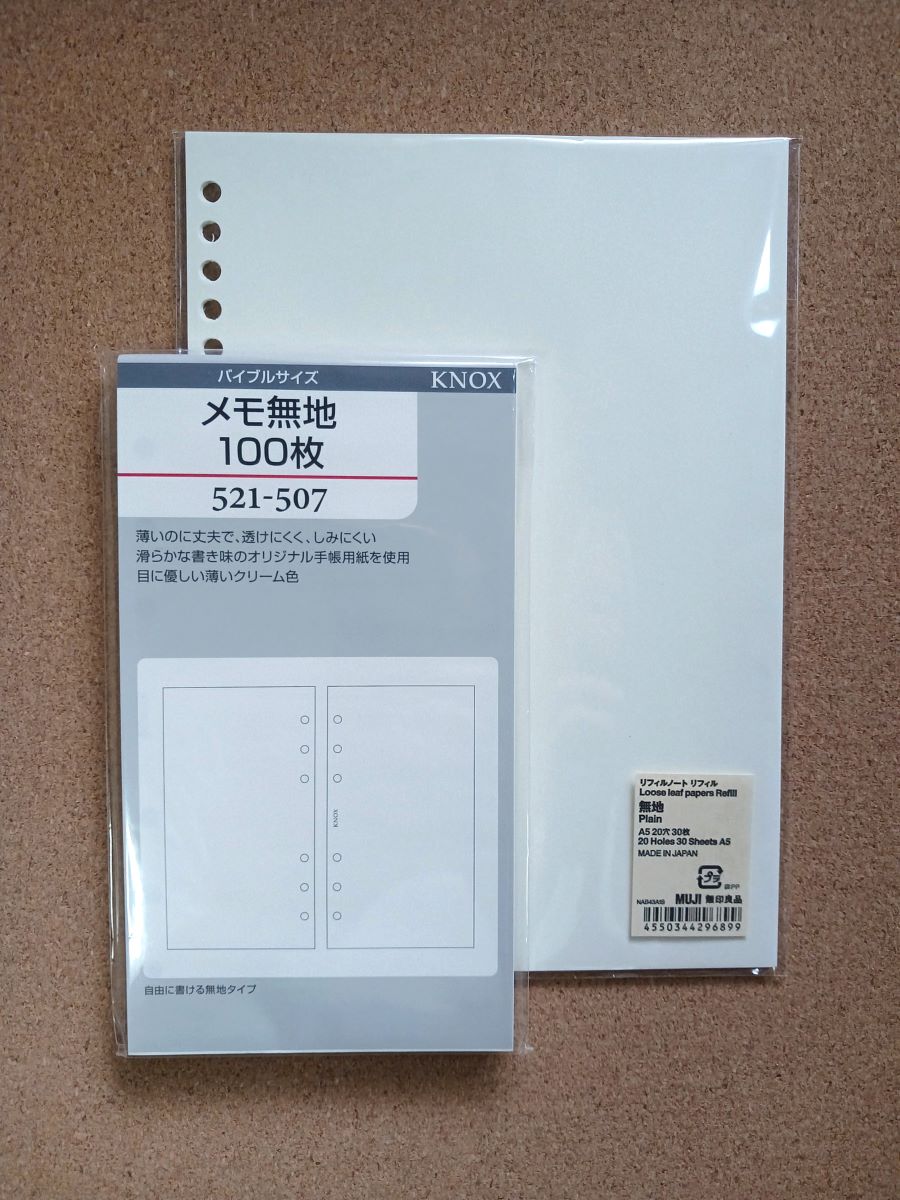 バイブルサイズ KNOX
メモ無地
100枚
521-507
薄いのに丈夫で、透けにくく、しみにくい
滑らかな書き味のオリジナル手帳用紙を使用
目に優しい薄いクリーム色
KNOX
自由に書ける無地タイプ
リフィルノート リフィル
Loose leaf papers Refill
無地
Plain
A5 20穴 30枚
20 Holes 30 Sheets A5
MADE IN JAPAN
プラ
袋:PP
NAB43A1S MUJI 無印良品
4550344296899